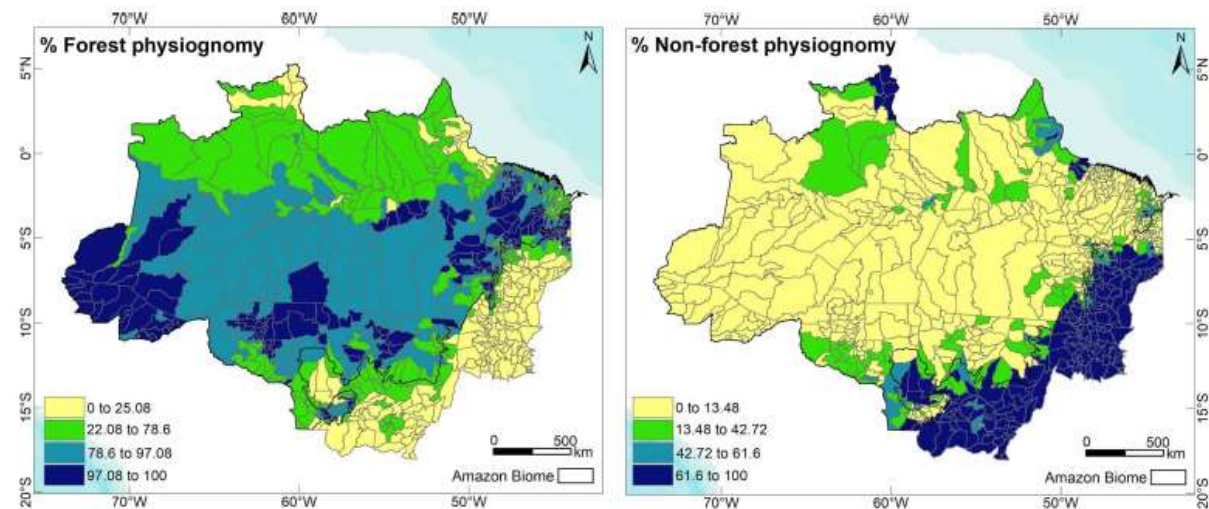 70°W 60°W 50°W
% Forest physiognomy
N
5°N
0°
5°S
10°S
15°S
20°S
0 to 25.08
22.08 to 78.6
78.6 to 97.08
97.08 to 100
0 500
km
Amazon Biome
70°W 60°W 50°W
70°W 60°W 50°W
% Non-forest physiognomy
N
5°N
0°
5°S
10°S
15°S
20°S
0 to 13.48
13.48 to 42.72
42.72 to 61.6
61.6 to 100
0 500
km
Amazon Biome
70°W 60°W 50°W